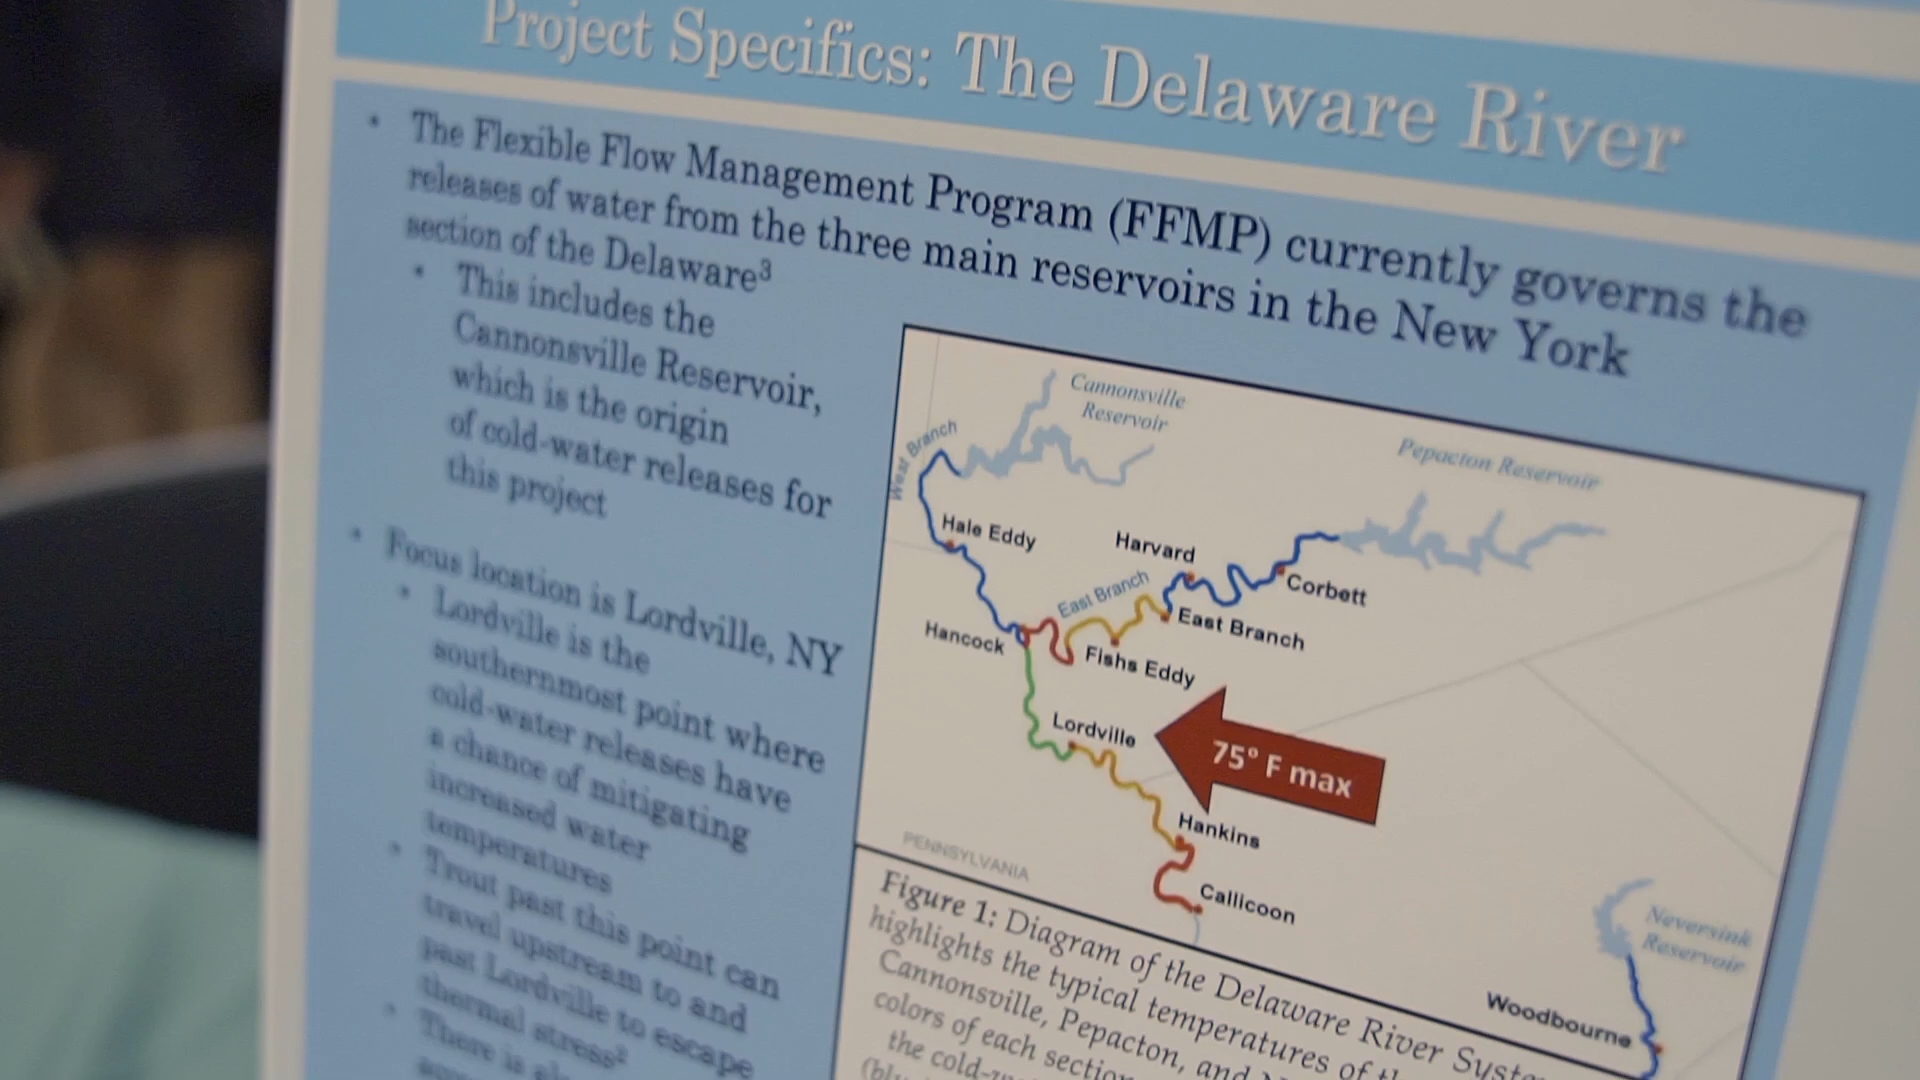 Project Specifics: The Delaware River
• The Flexible Flow Management Program (FFMP) currently governs the
releases of water from the three main reservoirs in the New York
section of the Delaware³
• This includes the
Cannonsville Reservoir,
which is the origin
of cold-water releases for
this project
• Focus location is Lordville, NY
• Lordville is the
southernmost point where
cold-water releases have
a chance of mitigating
increased water
temperatures
• Trout past this point can
travel upstream to and
past Lordville to escape
thermal stress²
• There is
Cannonsville
Reservoir
Pepacton Reservoir
West Branch
Hale Eddy
Harvard
Corbett
East Branch
East Branch
Hancock
Fishs Eddy
Lordville
75° F max
Hankins
PENNSYLVANIA
Callicoon
Neversink
Reservoir
Woodbourne
Figure 1: Diagram of the Delaware River
highlights the typical temperatures of
Cannonsville, Pepacton, and
colors of each section
the